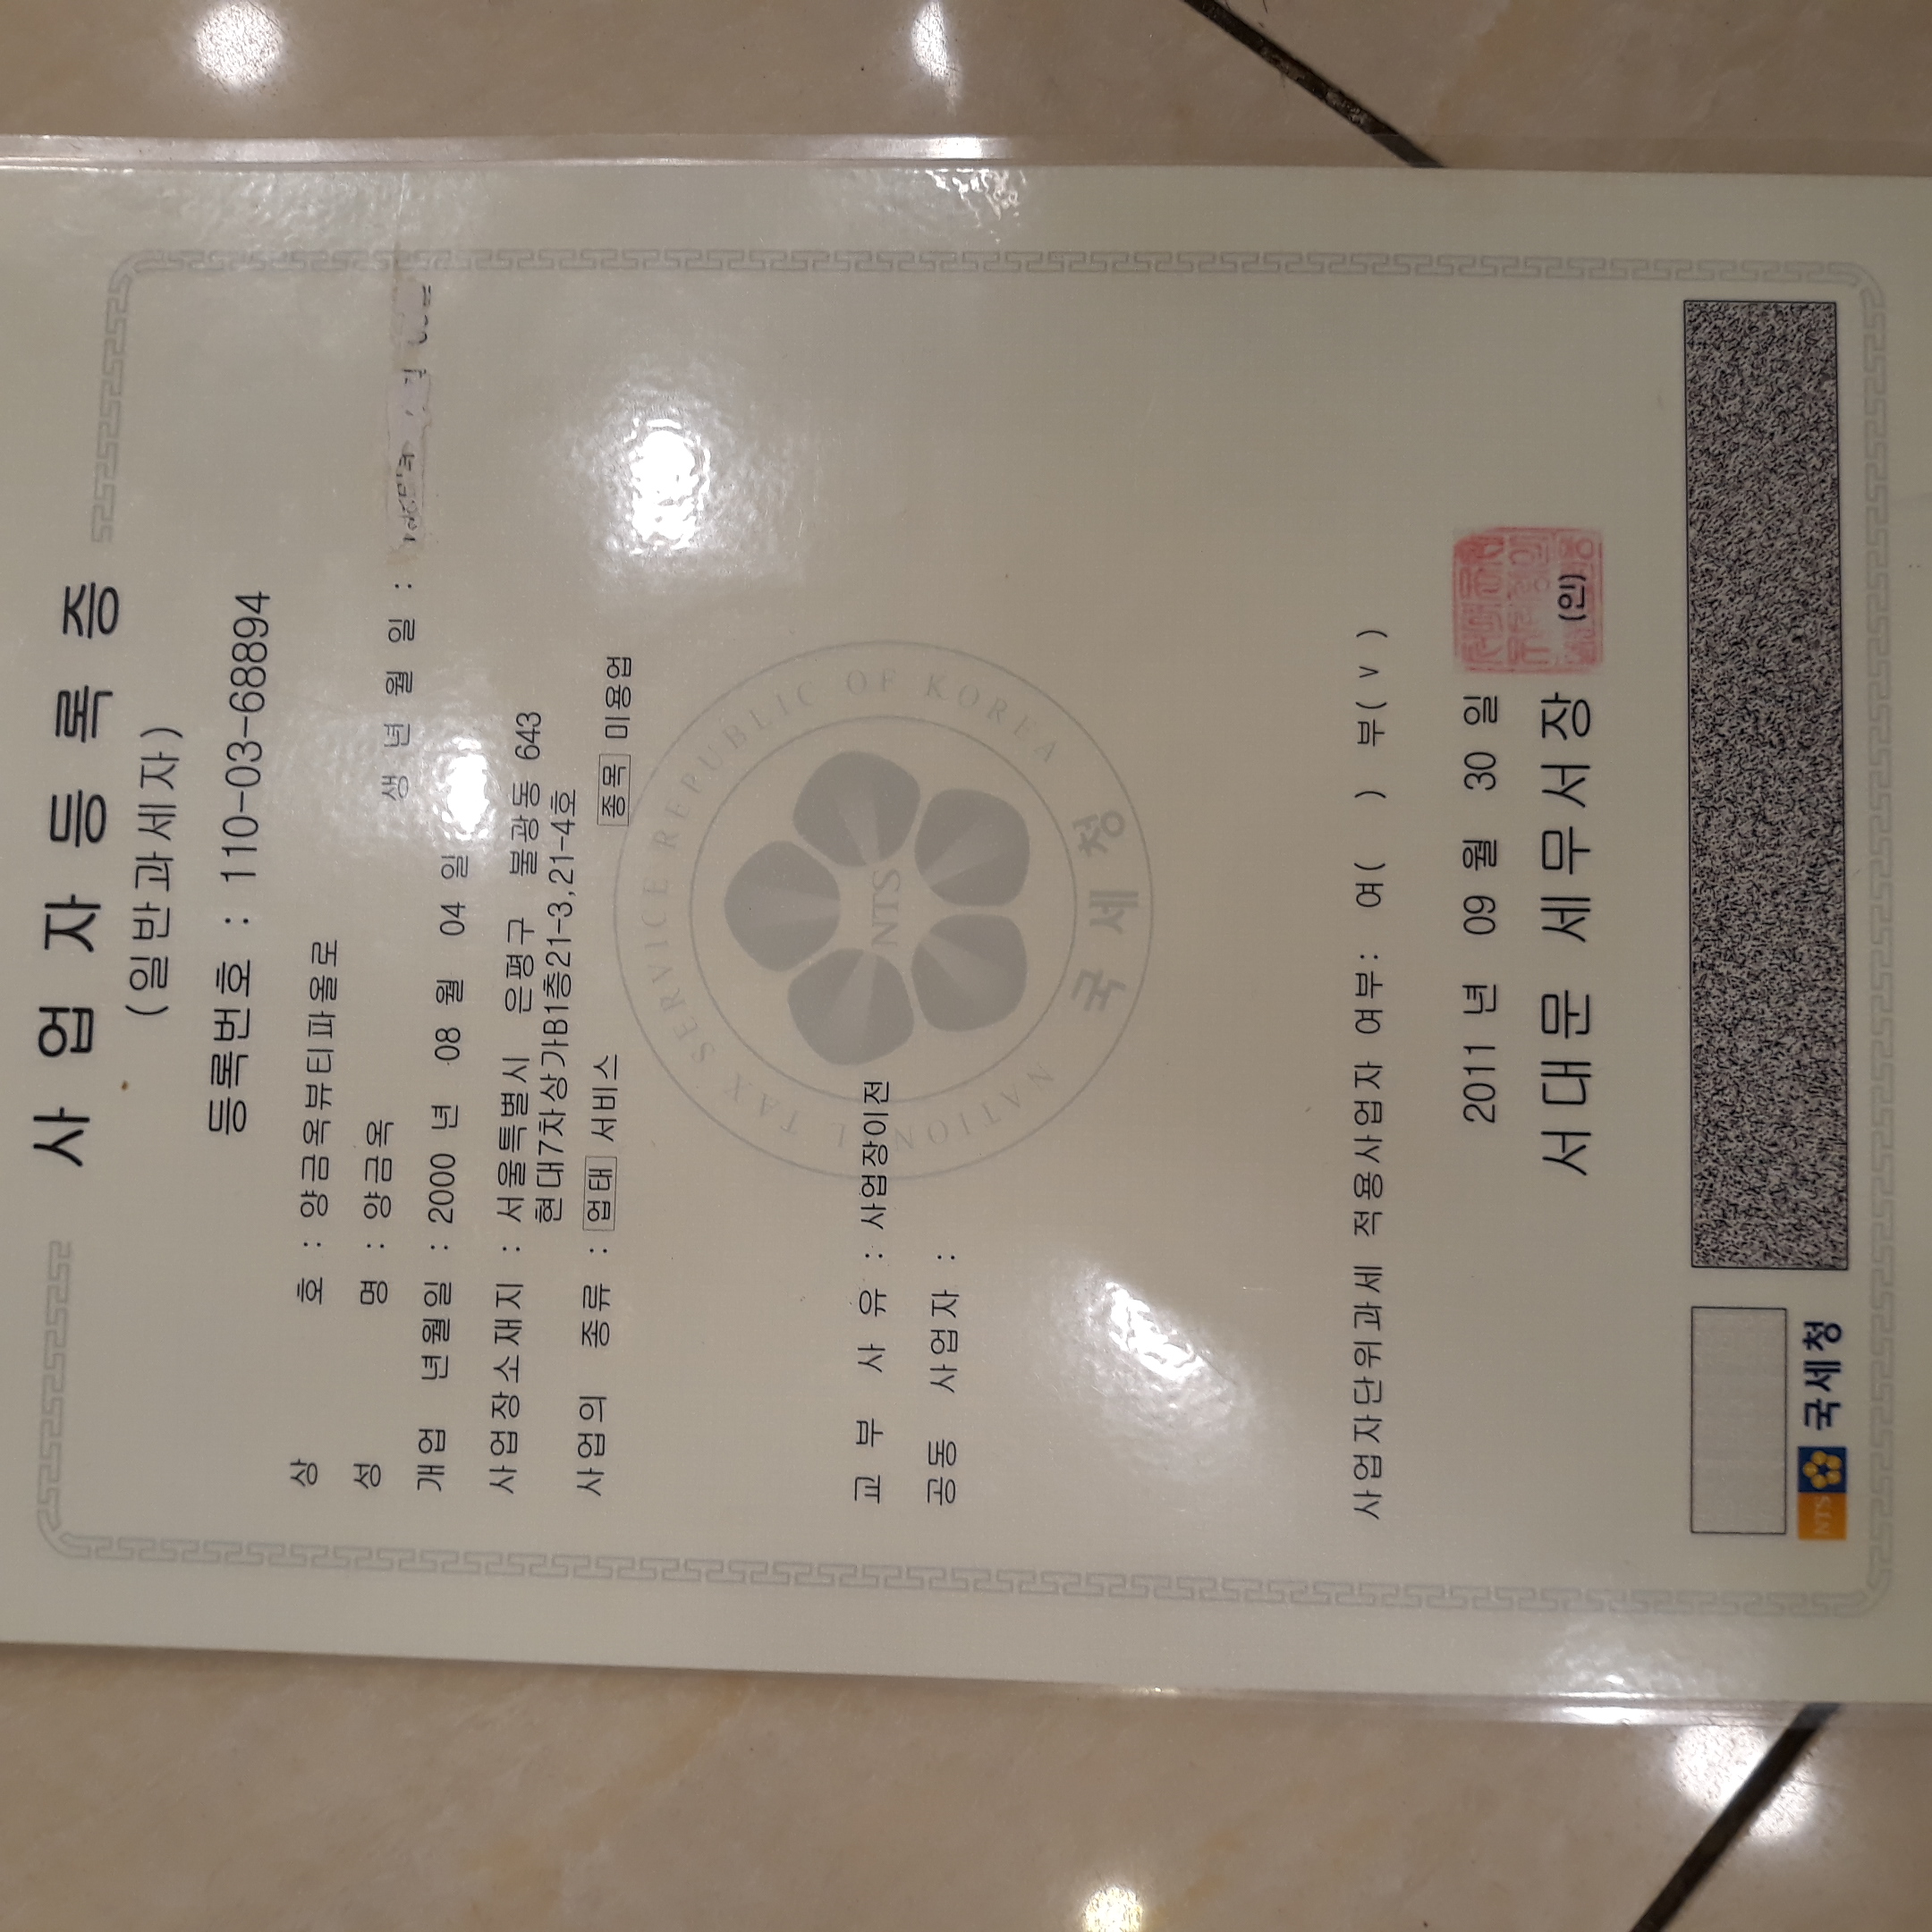 사 업 자 등 록 증
(일반과세자)
등록번호 : 110-03-68894
상 호 : 양금옥뷰티파올로
성 명 : 양금옥 생 년 월 일 :
개업 년월일 : 2000 년 08 월 04 일
사업장소재지 : 서울특별시 은평구 불광동 643
현대7차상가B1층21-3,21-4호
사업의 종류 : 업태 서비스 종목 미용업
NATIONAL TAX SERVICE REPUBLIC OF KOREA
NTS
국세청
교 부 사 유 : 사업장이전
공동 사업자 :
사업자단위과세 적용사업자 여부: 여( ) 부( v )
2011 년 09 월 30 일
서대문 세무서장 (인)
NTS 국세청